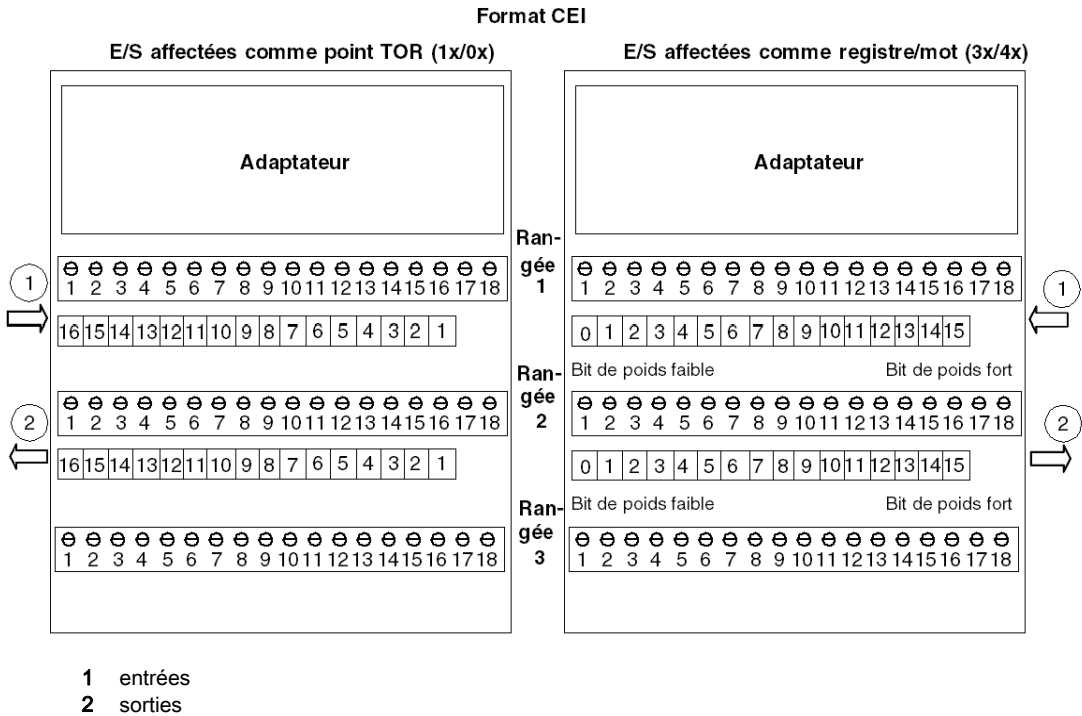 Format CEI
E/S affectées comme point TOR (1x/0x)
E/S affectées comme registre/mot (3x/4x)
Adaptateur
Adaptateur
Ran-
gée
1
1
1 2 3 4 5 6 7 8 9 10 11 12 13 14 15 16 17 18
1 2 3 4 5 6 7 8 9 10 11 12 13 14 15 16 17 18
1
16 15 14 13 12 11 10 9 8 7 6 5 4 3 2 1
0 1 2 3 4 5 6 7 8 9 10 11 12 13 14 15
Bit de poids faible Bit de poids fort
Ran-
gée
2
2
1 2 3 4 5 6 7 8 9 10 11 12 13 14 15 16 17 18
1 2 3 4 5 6 7 8 9 10 11 12 13 14 15 16 17 18
2
16 15 14 13 12 11 10 9 8 7 6 5 4 3 2 1
0 1 2 3 4 5 6 7 8 9 10 11 12 13 14 15
Bit de poids faible Bit de poids fort
Ran-
gée
3
1 2 3 4 5 6 7 8 9 10 11 12 13 14 15 16 17 18
1 2 3 4 5 6 7 8 9 10 11 12 13 14 15 16 17 18
1 entrées
2 sorties